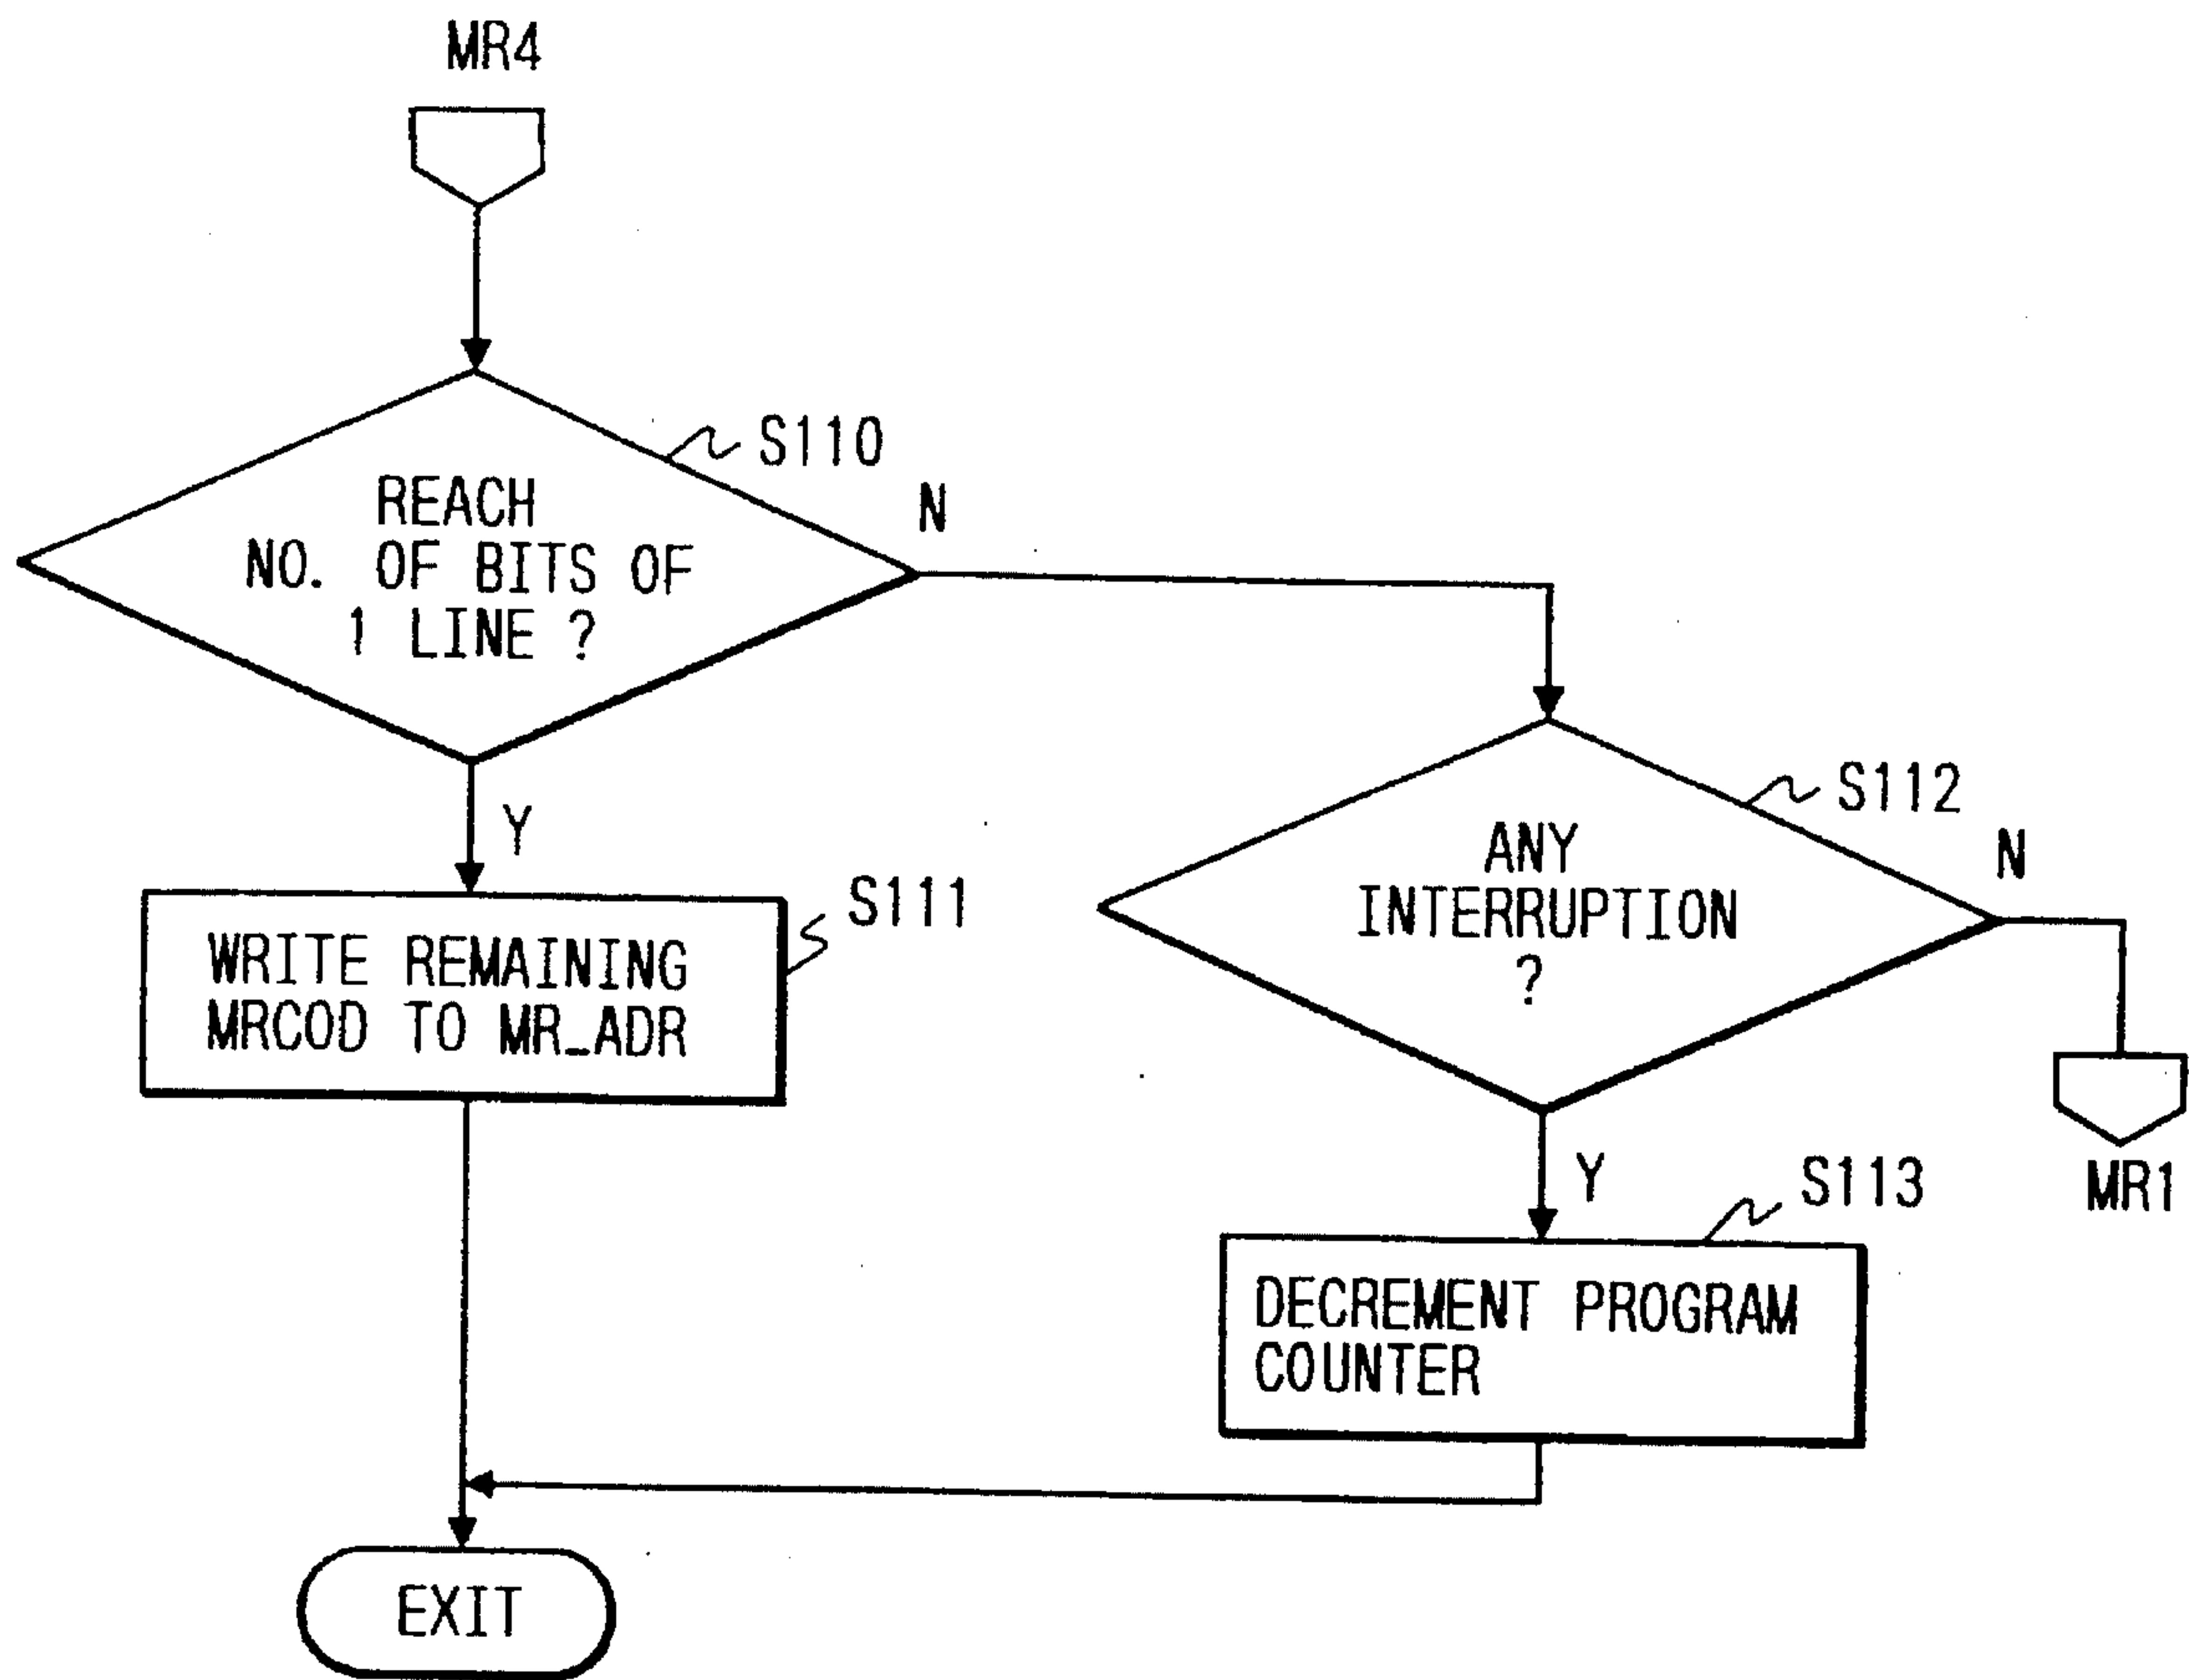 MR4
S110
REACH
NO. OF BITS OF
1 LINE ?
N
Y
S111
WRITE REMAINING
MRCOD TO MR_ADR
S112
ANY
INTERRUPTION
?
N
MR1
Y
S113
DECREMENT PROGRAM
COUNTER
EXIT